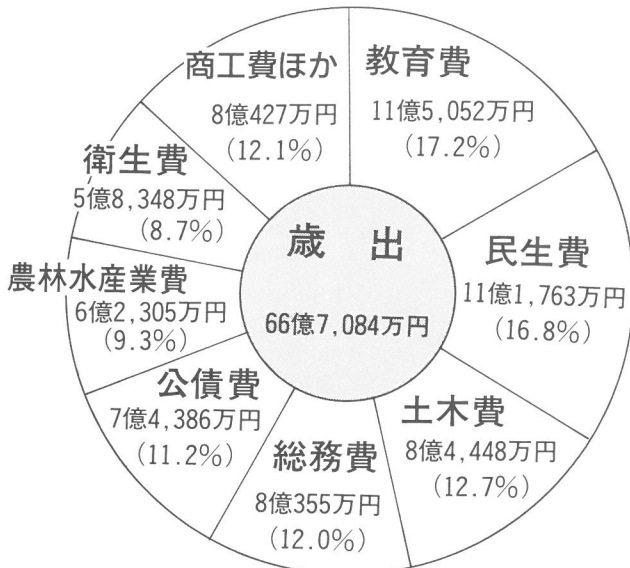 歳出
66億7,084万円
教育費
11億5,052万円
(17.2%)
民生費
11億1,763万円
(16.8%)
土木費
8億4,448万円
(12.7%)
総務費
8億355万円
(12.0%)
公債費
7億4,386万円
(11.2%)
農林水産業費
6億2,305万円
(9.3%)
衛生費
5億8,348万円
(8.7%)
商工費ほか
8億427万円
(12.1%)